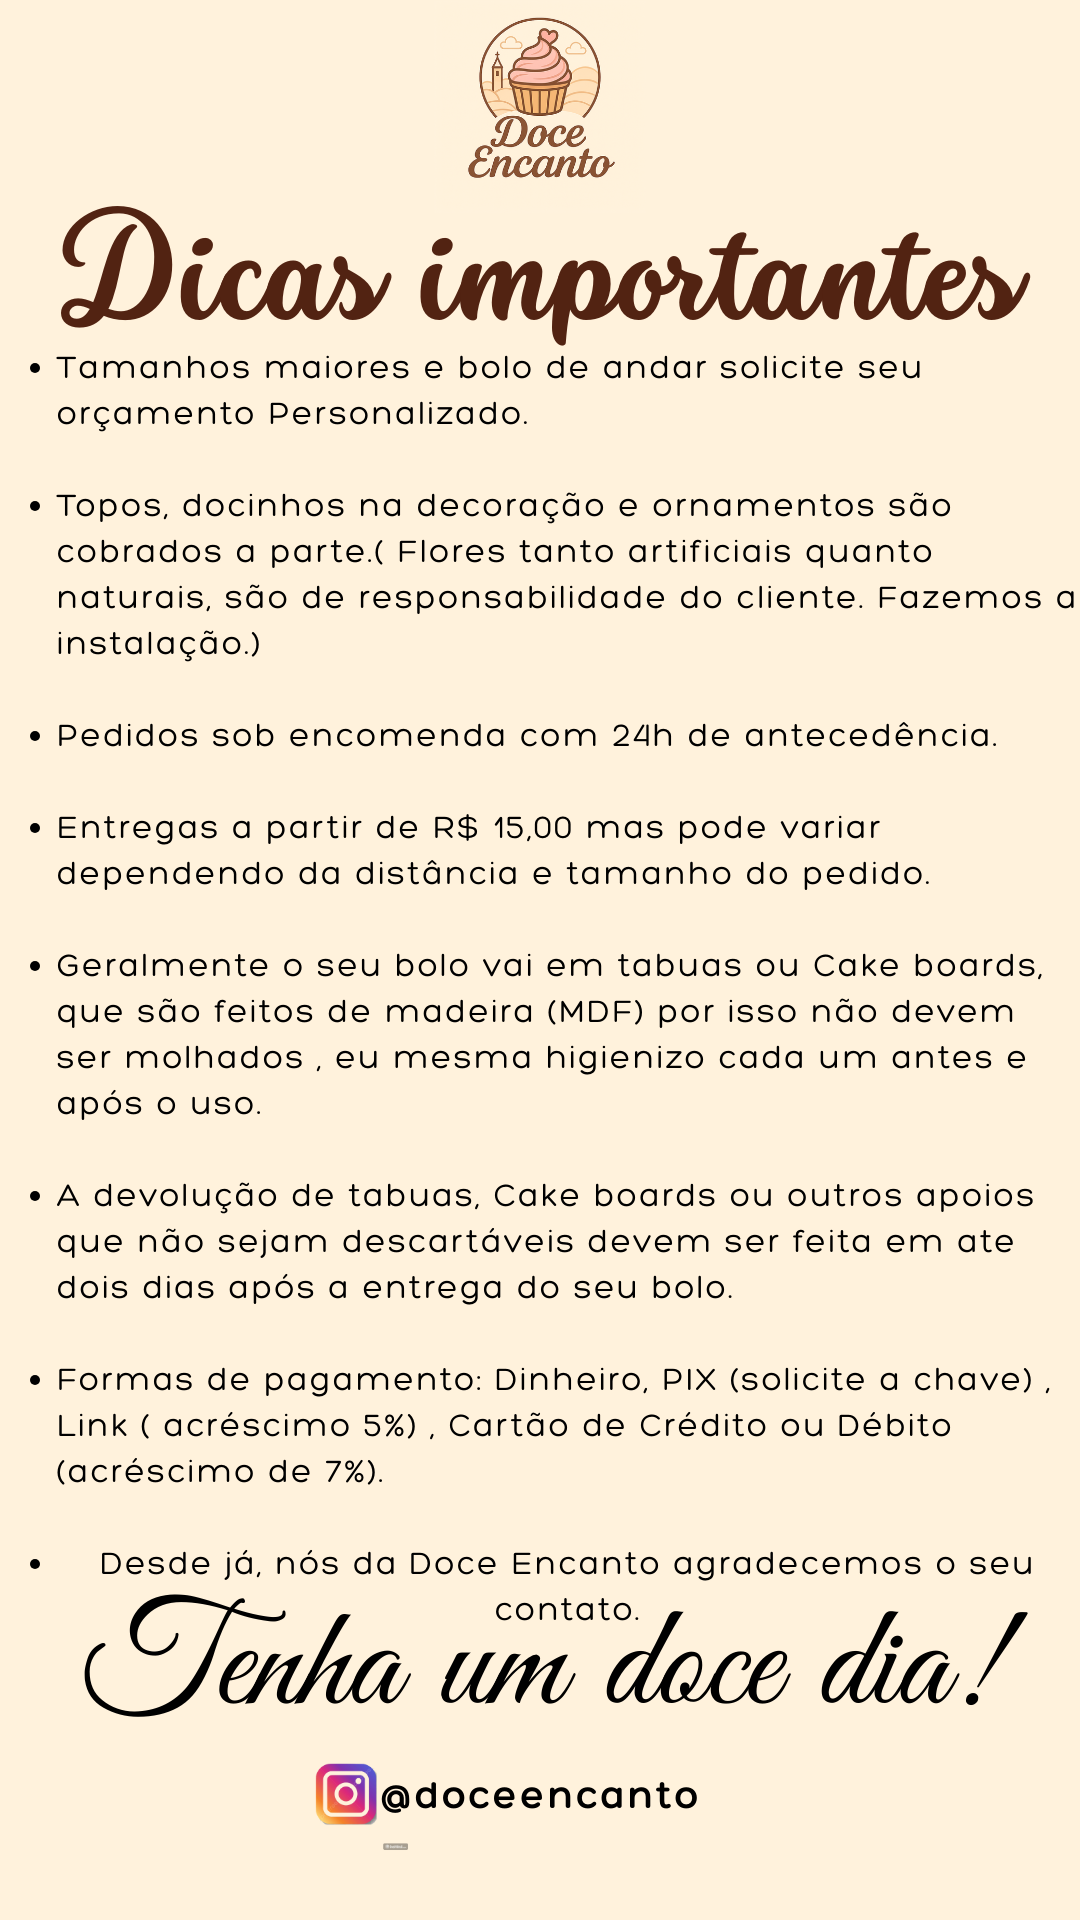 Doce
Encanto
Dicas importantes
• Tamanhos maiores e bolo de andar solicite seu
orçamento Personalizado.
• Topos, docinhos na decoração e ornamentos são
cobrados a parte.( Flores tanto artificiais quanto
naturais, são de responsabilidade do cliente. Fazemos a
instalação.)
• Pedidos sob encomenda com 24h de antecedência.
• Entregas a partir de R$ 15,00 mas pode variar
dependendo da distância e tamanho do pedido.
• Geralmente o seu bolo vai em tabuas ou Cake boards,
que são feitos de madeira (MDF) por isso não devem
ser molhados , eu mesma higienizo cada um antes e
após o uso.
• A devolução de tabuas, Cake boards ou outros apoios
que não sejam descartáveis devem ser feita em ate
dois dias após a entrega do seu bolo.
• Formas de pagamento: Dinheiro, PIX (solicite a chave) ,
Link ( acréscimo 5%) , Cartão de Crédito ou Débito
(acréscimo de 7%).
• Desde já, nós da Doce Encanto agradecemos o seu
contato.
Tenha um doce dia!
@doceencanto